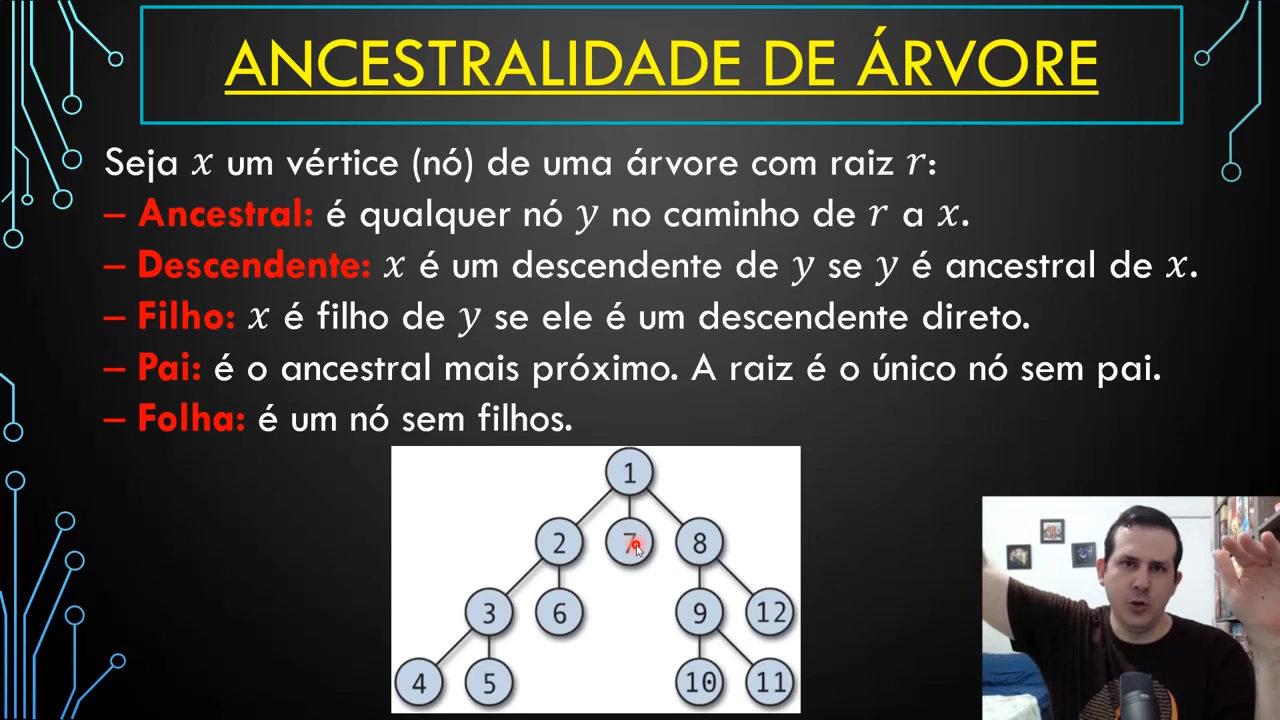 ANCESTRALIDADE DE ÁRVORE
Seja x um vértice (nó) de uma árvore com raiz r:
– Ancestral: é qualquer nó y no caminho de r a x.
– Descendente: x é um descendente de y se y é ancestral de x.
– Filho: x é filho de y se ele é um descendente direto.
– Pai: é o ancestral mais próximo. A raiz é o único nó sem pai.
– Folha: é um nó sem filhos.
1
2 7 8
3 6 9 12
4 5 10 11